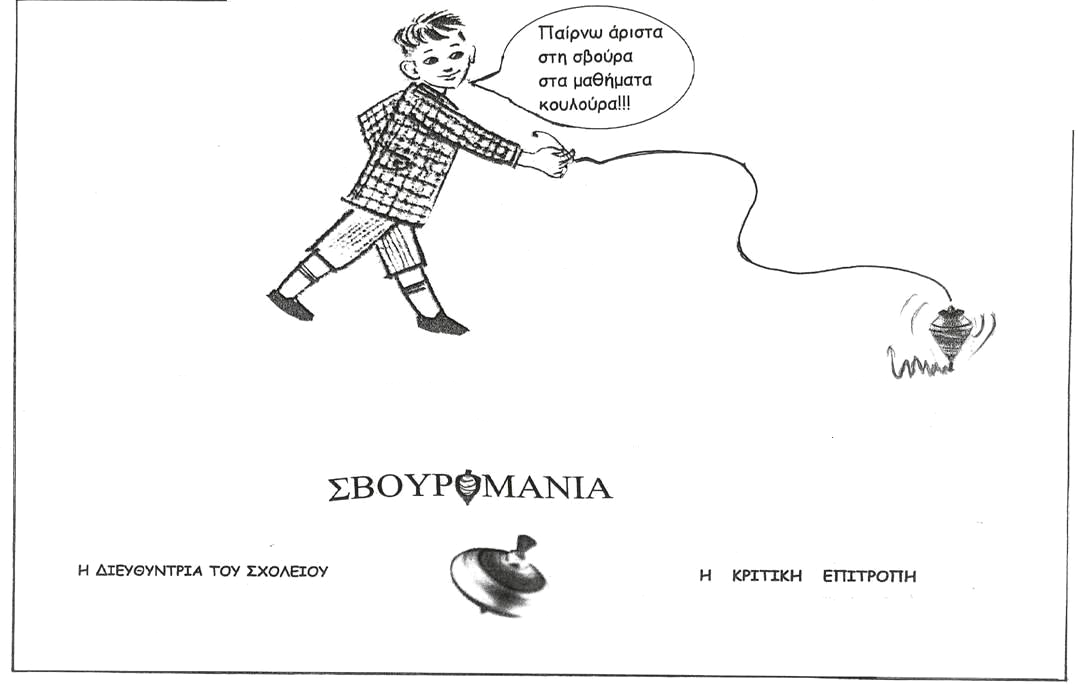 Παίρνω άριστα
στη σβούρα
στα μαθήματα
κουλούρα!!!
ΣΒΟΥΡΟΜΑΝΙΑ
Η ΔΙΕΥΘΥΝΤΡΙΑ ΤΟΥ ΣΧΟΛΕΙΟΥ
Η ΚΡΙΤΙΚΗ ΕΠΙΤΡΟΠΗ